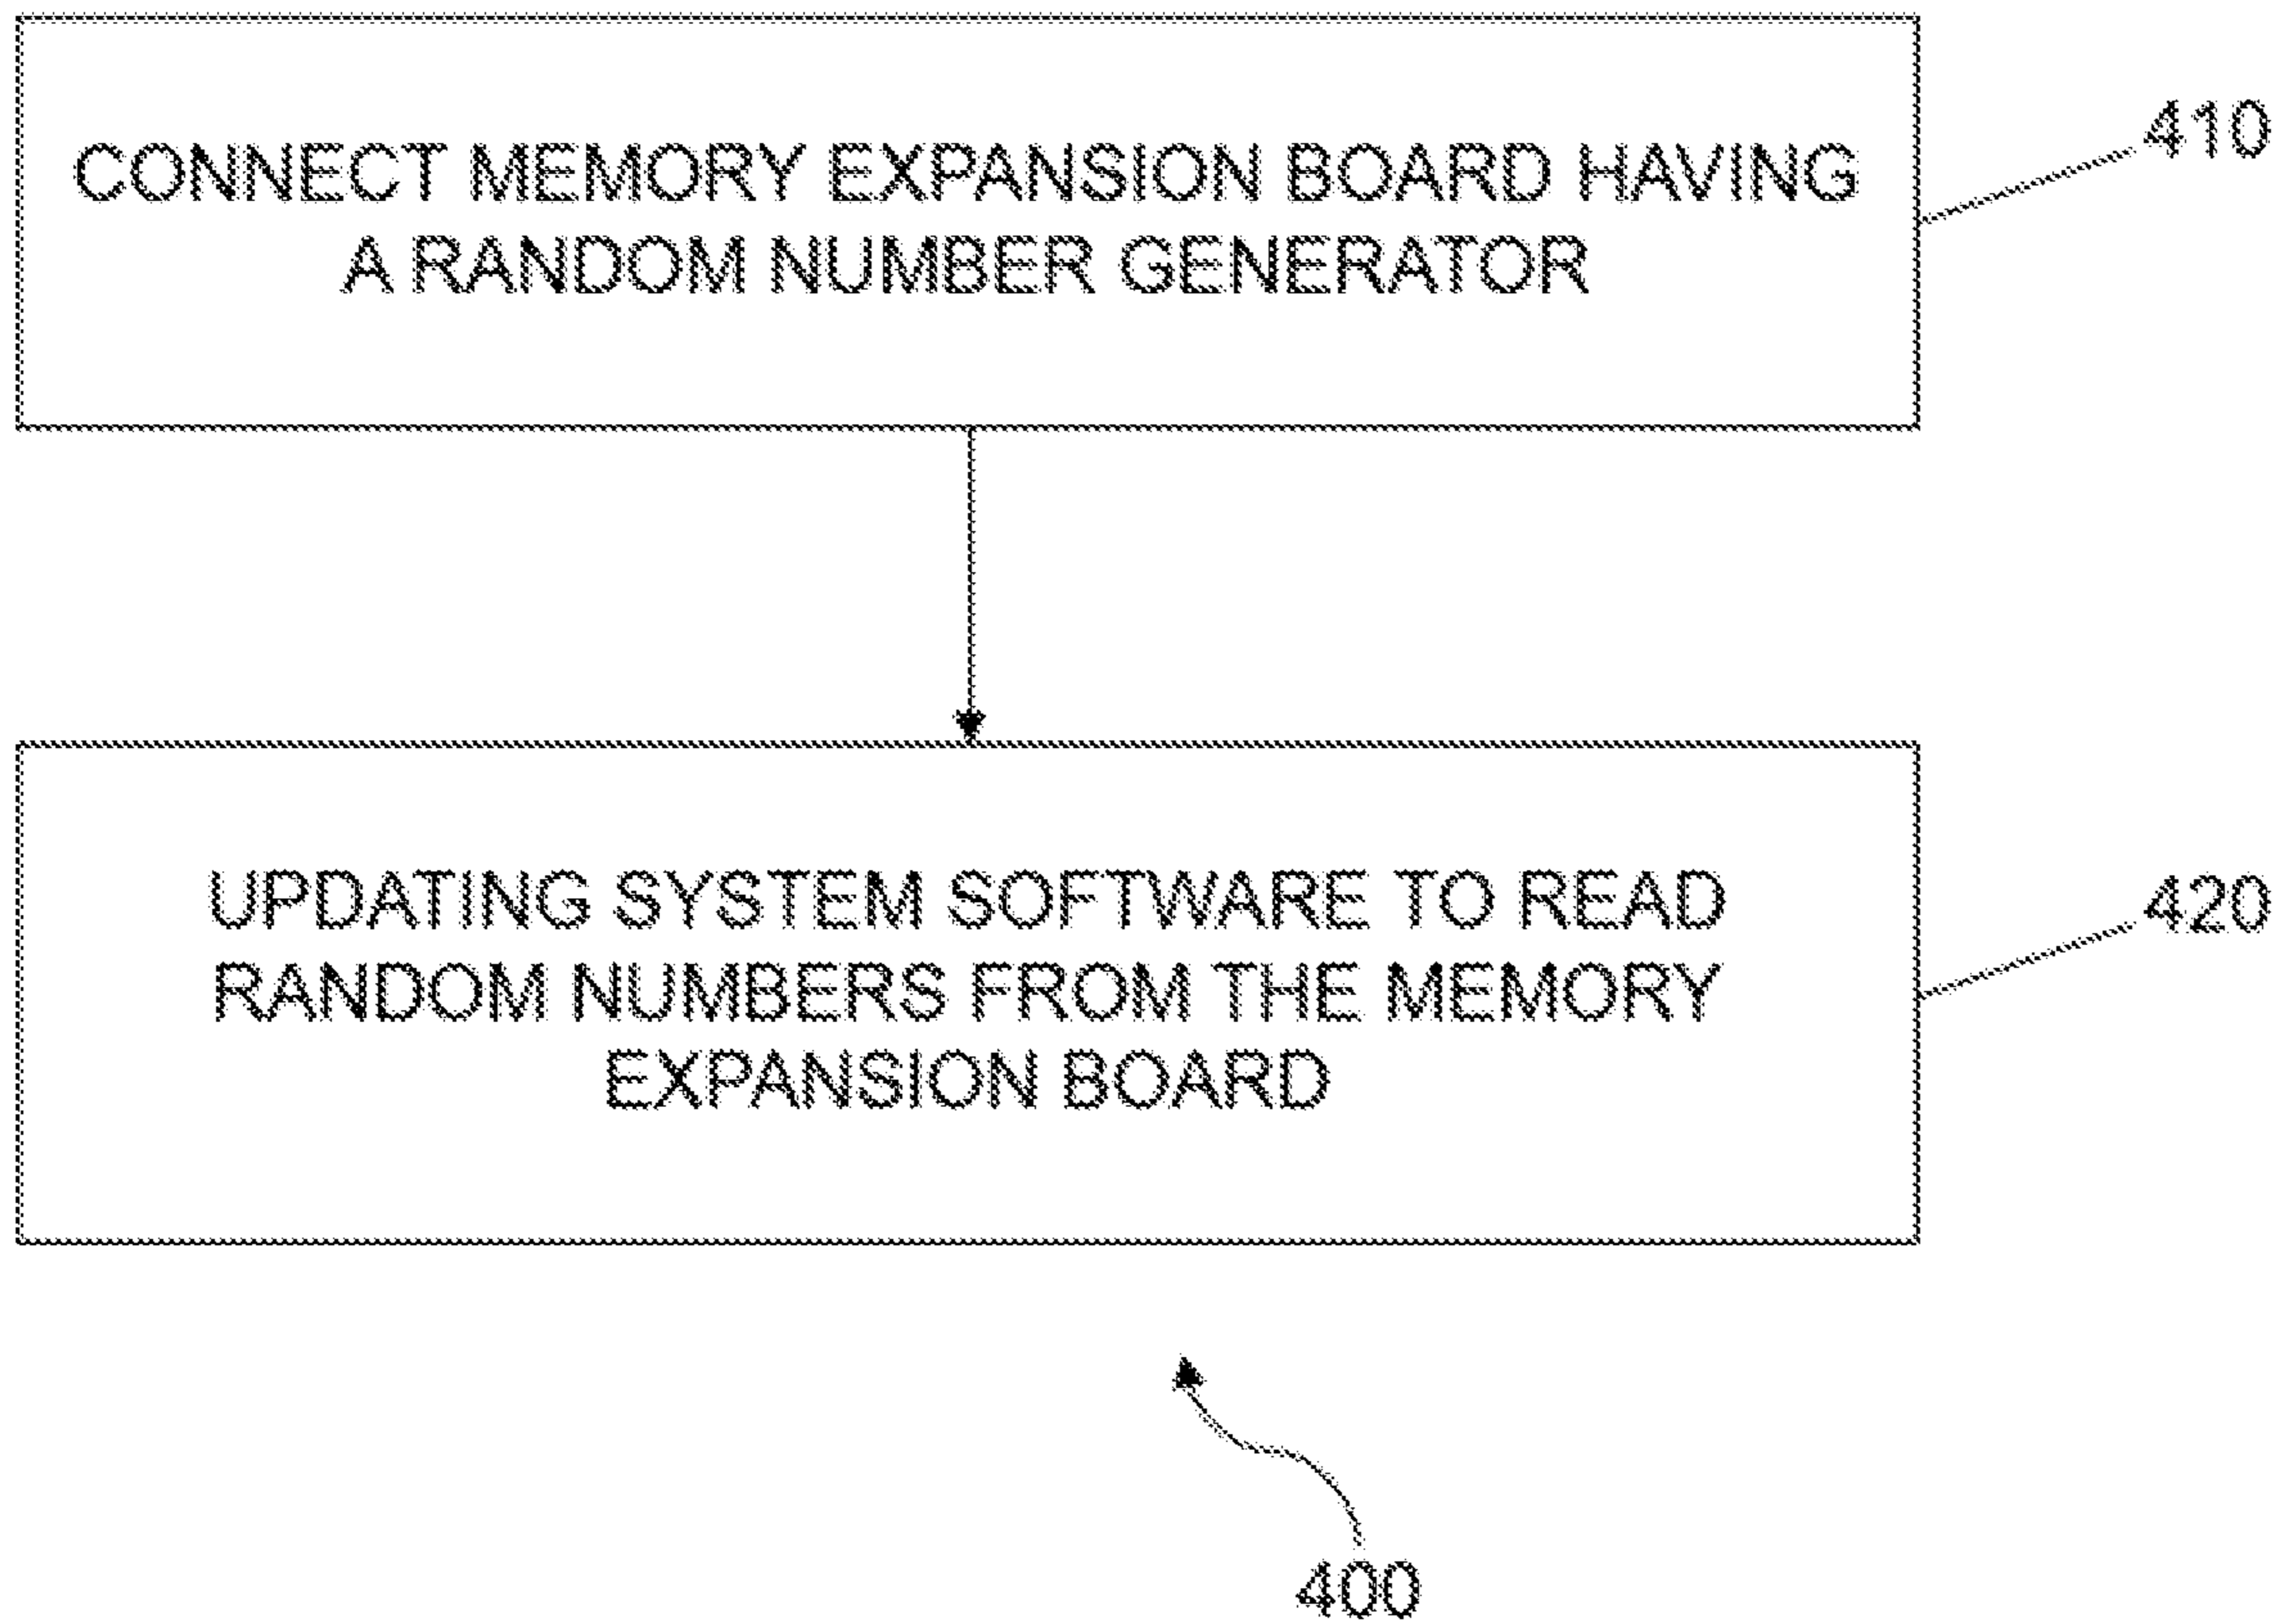 CONNECT MEMORY EXPANSION BOARD HAVING
A RANDOM NUMBER GENERATOR
410
UPDATING SYSTEM SOFTWARE TO READ
RANDOM NUMBERS FROM THE MEMORY
EXPANSION BOARD
420
400